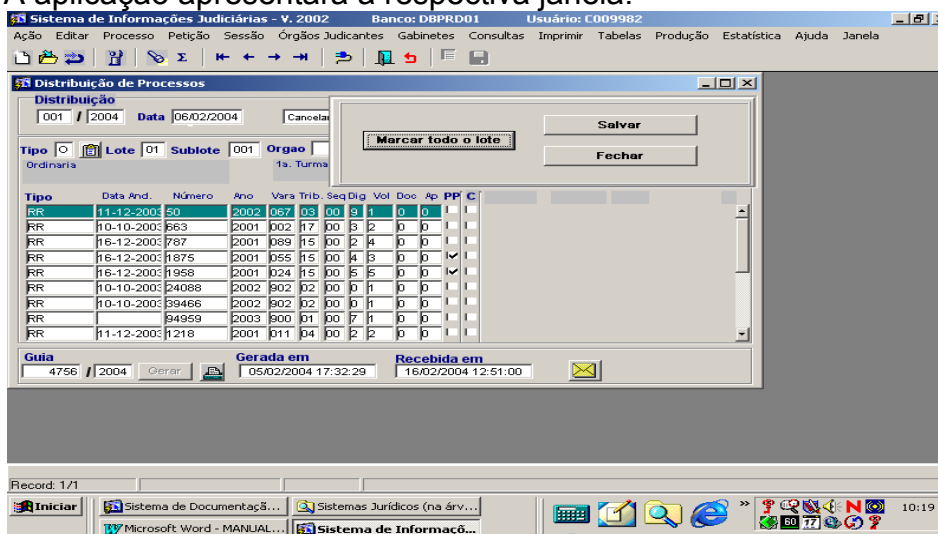 A aplicação apresentará a respectiva janela:
Sistema de Informações Judiciárias - V. 2002 Banco: DBPRD01 Usuário: C009982
Ação Editar Processo Petição Sessão Órgãos Judicantes Gabinetes Consultas Imprimir Tabelas Produção Estatística Ajuda Janela
Distribuição de Processos
Distribuição
001 / 2004 Data 06/02/2004 Cancela
Marcar todo o lote
Salvar
Fechar
Tipo O Lote 01 Sublote 001 Orgao
Ordinaria 1a. Turma
Tipo Data And. Número Ano Vara Trib. Seq Dig Vol Doc Ap PP C
RR 11-12-2003 50 2002 067 03 00 9 1 0 0
RR 10-10-2003 663 2001 002 17 00 3 2 0 0
RR 16-12-2003 787 2001 089 15 00 2 4 0 0
RR 16-12-2003 1875 2001 055 15 00 4 3 0 0
RR 16-12-2003 1958 2001 024 15 00 5 5 0 0
RR 10-10-2003 24088 2002 902 02 00 0 1 0 0
RR 10-10-2003 39466 2002 902 02 00 0 1 0 0
RR 94959 2003 900 01 00 7 1 0 0
RR 11-12-2003 1218 2001 011 04 00 2 2 0 0
Guia Gerada em Recebida em
4756 / 2004 Gerar 05/02/2004 17:32:29 16/02/2004 12:51:00
Record: 1/1
Iniciar Sistema de Documentaçã... Sistemas Jurídicos (na árv... 10:19
Microsoft Word - MANUAL... Sistema de Informaçõ...